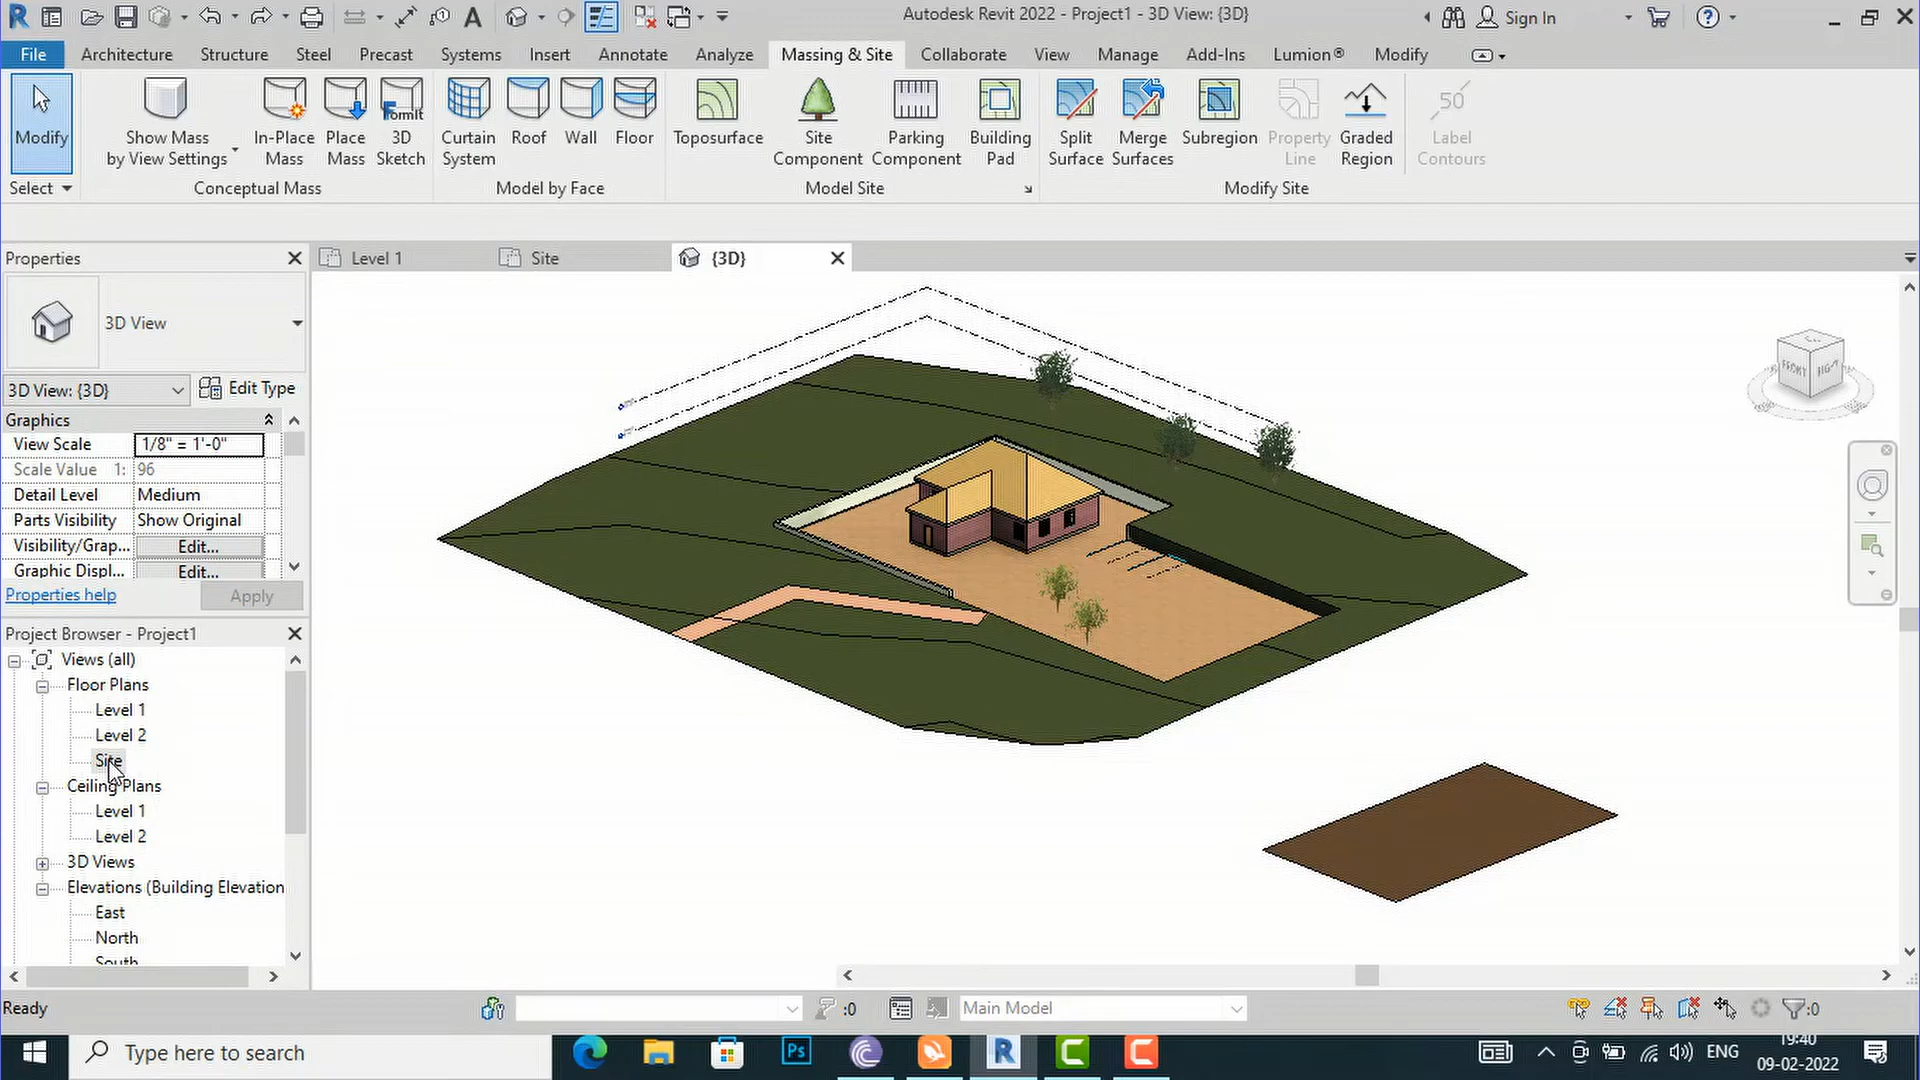 Autodesk Revit 2022 - Project1 - 3D View: {3D}
Sign In
File Architecture Structure Steel Precast Systems Insert Annotate Analyze Massing & Site Collaborate View Manage Add-Ins Lumion® Modify
Modify
Show Mass
by View Settings
In-Place
Mass
Place
Mass
FormIt
3D
Sketch
Curtain
System
Roof
Wall
Floor
Toposurface
Site
Component
Parking
Component
Building
Pad
Split
Surface
Merge
Surfaces
Subregion
Property
Line
Graded
Region
50
Label
Contours
Select
Conceptual Mass
Model by Face
Model Site
Modify Site
Properties
Level 1
Site
{3D}
3D View
3D View: {3D}
Edit Type
Graphics
View Scale 1/8" = 1'-0"
Scale Value 1: 96
Detail Level Medium
Parts Visibility Show Original
Visibility/Grap... Edit...
Graphic Displ... Edit...
Properties help
Apply
FRONT
Project Browser - Project1
Views (all)
Floor Plans
Level 1
Level 2
Site
Ceiling Plans
Level 1
Level 2
3D Views
Elevations (Building Elevation
East
North
South
Ready
:0
Main Model
:0
Type here to search
Ps
R
C
C
ENG
19:40
09-02-2022